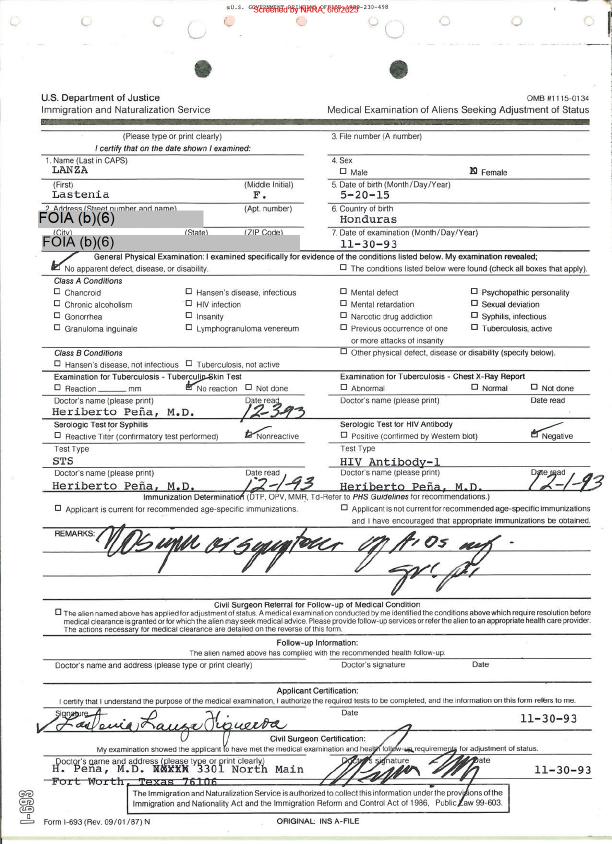 U.S. GOVERNMENT PRINTING OFFICE: 1989-230-498
Screened by NARA, 6/6/2023
U.S. Department of Justice
Immigration and Naturalization Service
OMB #1115-0134
Medical Examination of Aliens Seeking Adjustment of Status
(Please type or print clearly)
I certify that on the date shown I examined:
3. File number (A number)
1. Name (Last in CAPS)
LANZA
4. Sex
☐ Male ☒ Female
(First) (Middle Initial)
Lastenia F.
5. Date of birth (Month/Day/Year)
5-20-15
2. Address (Street number and name) (Apt. number)
FOIA (b)(6)
6. Country of birth
Honduras
(City) (State) (ZIP Code)
FOIA (b)(6)
7. Date of examination (Month/Day/Year)
11-30-93
General Physical Examination: I examined specifically for evidence of the conditions listed below. My examination revealed;
☑ No apparent defect, disease, or disability. ☐ The conditions listed below were found (check all boxes that apply).
Class A Conditions
☐ Chancroid ☐ Hansen's disease, infectious ☐ Mental defect ☐ Psychopathic personality
☐ Chronic alcoholism ☐ HIV infection ☐ Mental retardation ☐ Sexual deviation
☐ Gonorrhea ☐ Insanity ☐ Narcotic drug addiction ☐ Syphilis, infectious
☐ Granuloma inguinale ☐ Lymphogranuloma venereum ☐ Previous occurrence of one ☐ Tuberculosis, active
or more attacks of insanity
Class B Conditions
☐ Other physical defect, disease or disability (specify below).
☐ Hansen's disease, not infectious ☐ Tuberculosis, not active
Examination for Tuberculosis - Tuberculin Skin Test
☐ Reaction ______ mm ☑ No reaction ☐ Not done
Doctor's name (please print) Date read
Heriberto Peña, M.D. 12-3-93
Examination for Tuberculosis - Chest X-Ray Report
☐ Abnormal ☐ Normal ☐ Not done
Doctor's name (please print) Date read
Serologic Test for Syphilis
☐ Reactive Titer (confirmatory test performed) ☑ Nonreactive
Test Type
STS
Doctor's name (please print) Date read
Heriberto Peña, M.D. 12-1-93
Serologic Test for HIV Antibody
☐ Positive (confirmed by Western blot) ☑ Negative
Test Type
HIV Antibody-1
Doctor's name (please print) Date read
Heriberto Peña, M.D. 12-1-93
Immunization Determination (DTP, OPV, MMR, Td-Refer to PHS Guidelines for recommendations.)
☐ Applicant is current for recommended age-specific immunizations. ☐ Applicant is not current for recommended age-specific immunizations
and I have encouraged that appropriate immunizations be obtained.
REMARKS: No sign or symptoms of AIDS
Civil Surgeon Referral for Follow-up of Medical Condition
☐ The alien named above has applied for adjustment of status. A medical examination conducted by me identified the conditions above which require resolution before
medical clearance is granted or for which the alien may seek medical advice. Please provide follow-up services or refer the alien to an appropriate health care provider.
The actions necessary for medical clearance are detailed on the reverse of this form.
Follow-up Information:
The alien named above has complied with the recommended health follow-up.
Doctor's name and address (please type or print clearly) Doctor's signature Date
Applicant Certification:
I certify that I understand the purpose of the medical examination, I authorize the required tests to be completed, and the information on this form refers to me.
Signature Date
Lastenia Lanza Figueroa 11-30-93
Civil Surgeon Certification:
My examination showed the applicant to have met the medical examination and health follow-up requirements for adjustment of status.
Doctor's name and address (please type or print clearly) Doctor's signature Date
H. Peña, M.D. 3301 North Main 11-30-93
Fort Worth, Texas 76106
The Immigration and Naturalization Service is authorized to collect this information under the provisions of the
Immigration and Nationality Act and the Immigration Reform and Control Act of 1986, Public Law 99-603.
I-693
Form I-693 (Rev. 09/01/87) N ORIGINAL: INS A-FILE